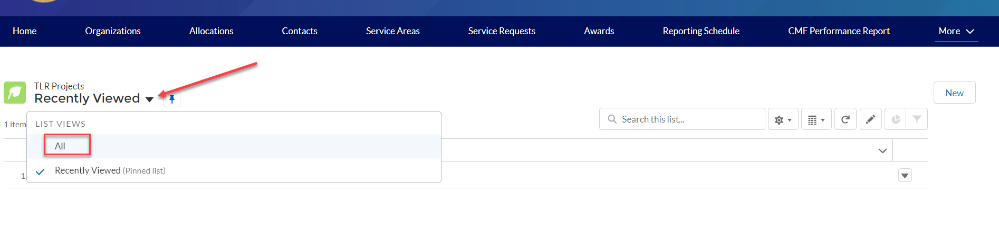 Home Organizations Allocations Contacts Service Areas Service Requests Awards Reporting Schedule CMF Performance Report More
TLR Projects
Recently Viewed
New
1 item
Search this list...
LIST VIEWS
All
Recently Viewed (Pinned list)
1